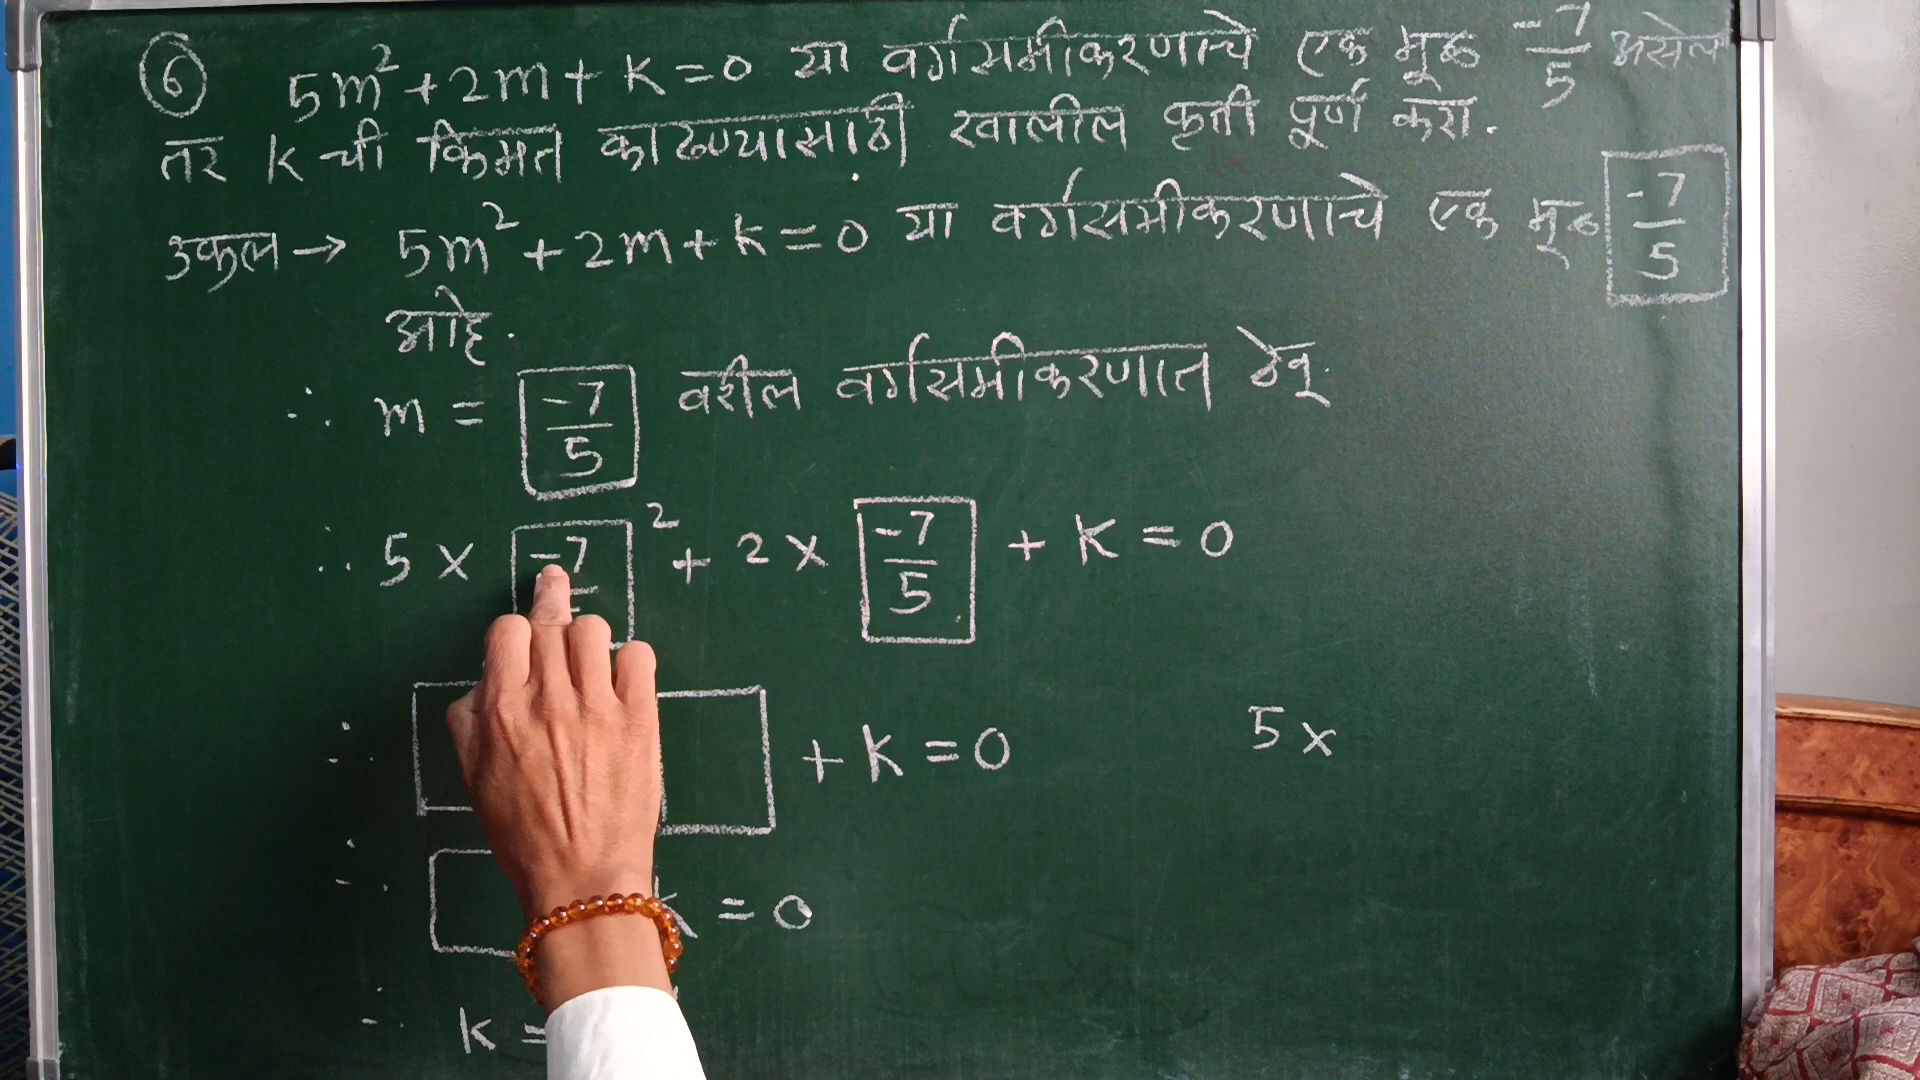 ⑥ 5m² + 2m + k = 0 या वर्गसमीकरणाचे एक मूळ -7/5 असेल
तर k ची किंमत काढण्यासाठी खालील कृती पूर्ण करा.
उकल → 5m² + 2m + k = 0 या वर्गसमीकरणाचे एक मूळ -7/5
आहे.
∴ m = -7/5 वरील वर्गसमीकरणात ठेवू.
∴ 5 × -7/5 ² + 2 × -7/5 + k = 0
∴ + k = 0
5 ×
∴ k = 0
∴ k =